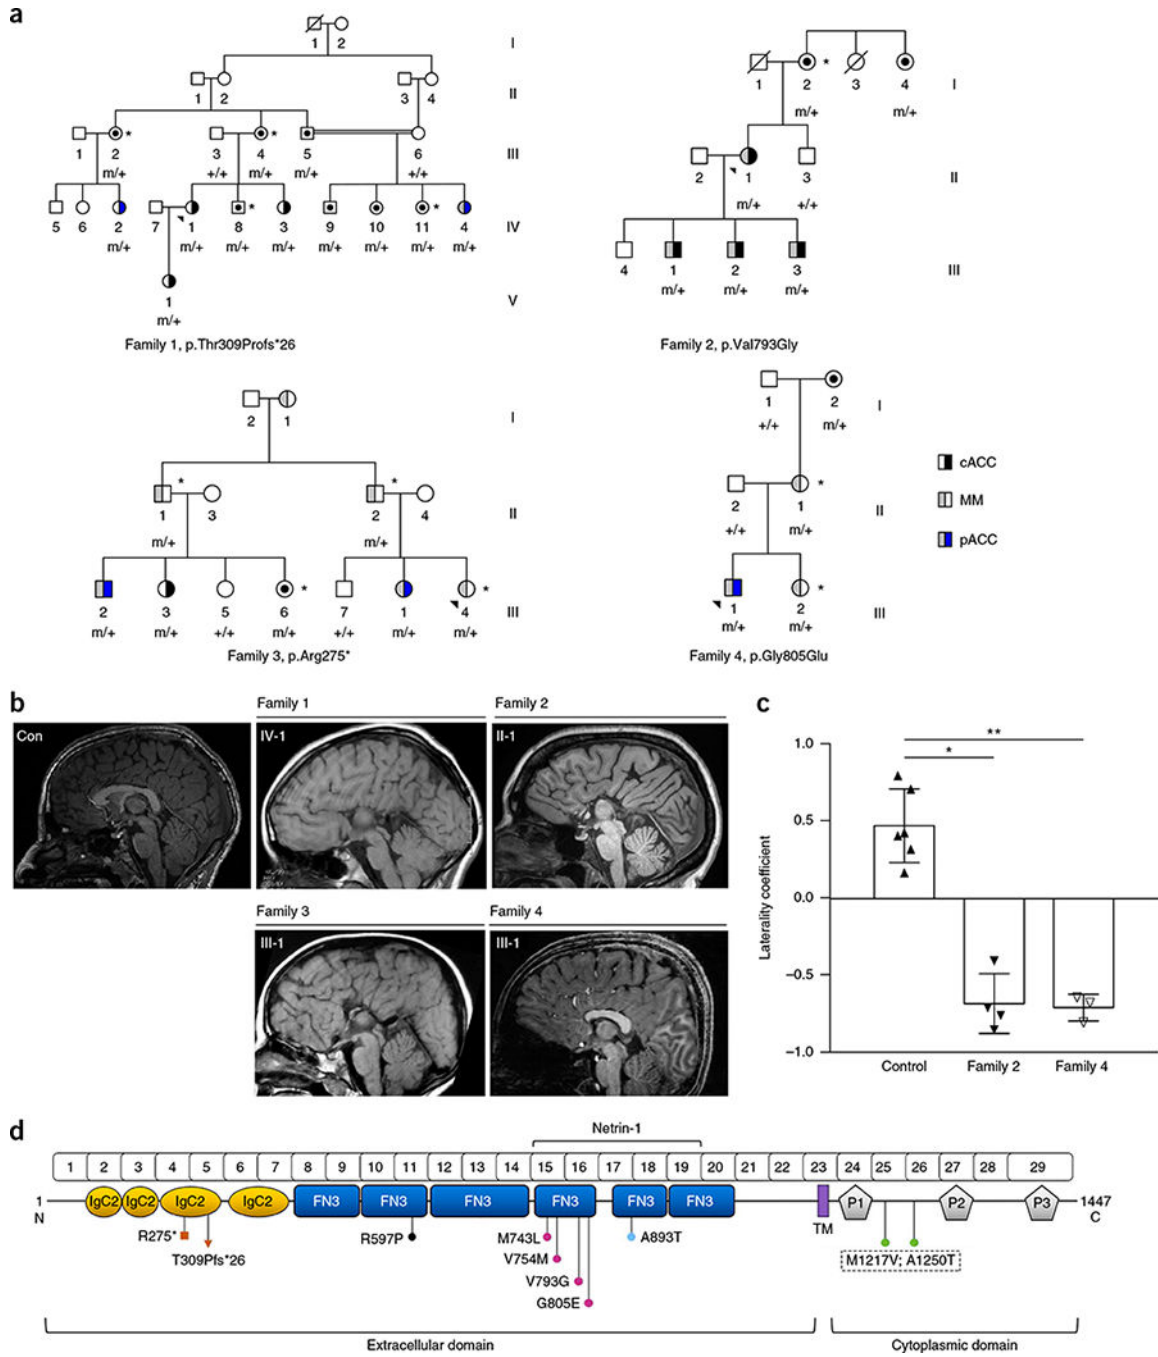 a
1 2 I
1 2 3 4 II
1 2 * 3 4 * 5 6 III
m/+ +/+ m/+ m/+ +/+
5 6 2 7 1 8 * 3 9 10 11 * 4 IV
m/+ m/+ m/+ m/+ m/+ m/+ m/+ m/+
1 V
m/+
Family 1, p.Thr309Profs*26
1 2 * 3 4 I
m/+ m/+
2 1 3 II
m/+ +/+
4 1 2 3 III
m/+ m/+ m/+
Family 2, p.Val793Gly
2 1 I
* *
1 3 2 4 II
m/+ m/+
2 3 5 6 * 7 1 4 * III
m/+ m/+ +/+ m/+ +/+ m/+ m/+
Family 3, p.Arg275*
1 2 I
+/+ m/+
2 1 * II
+/+ m/+
1 2 * III
m/+ m/+
Family 4, p.Gly805Glu
cACC
MM
pACC
b
Family 1 Family 2
Con IV-1 II-1
Family 3 Family 4
III-1 III-1
c
**
*
1.0
0.5
0.0
−0.5
−1.0
Laterality coefficient
Control Family 2 Family 4
d
Netrin-1
1 2 3 4 5 6 7 8 9 10 11 12 13 14 15 16 17 18 19 20 21 22 23 24 25 26 27 28 29
1 IgC2 IgC2 IgC2 IgC2 FN3 FN3 FN3 FN3 FN3 FN3 P1 P2 P3 1447
N TM C
R275* R597P M743L A893T
T309Pfs*26 V754M M1217V; A1250T
V793G
G805E
Extracellular domain Cytoplasmic domain